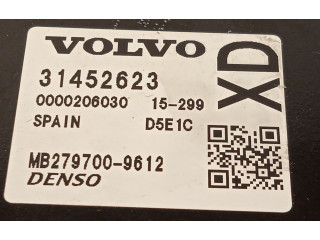 VOLVO
XD
31452623
0000206030 15-299
SPAIN D5E1C
MB279700-9612
DENSO